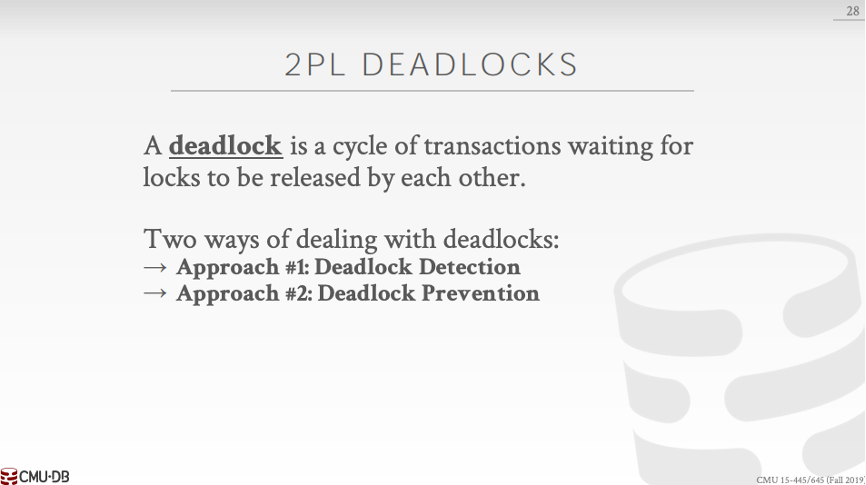 28
2PL DEADLOCKS
A deadlock is a cycle of transactions waiting for
locks to be released by each other.
Two ways of dealing with deadlocks:
→ Approach #1: Deadlock Detection
→ Approach #2: Deadlock Prevention
CMU·DB
CMU 15-445/645 (Fall 2019)